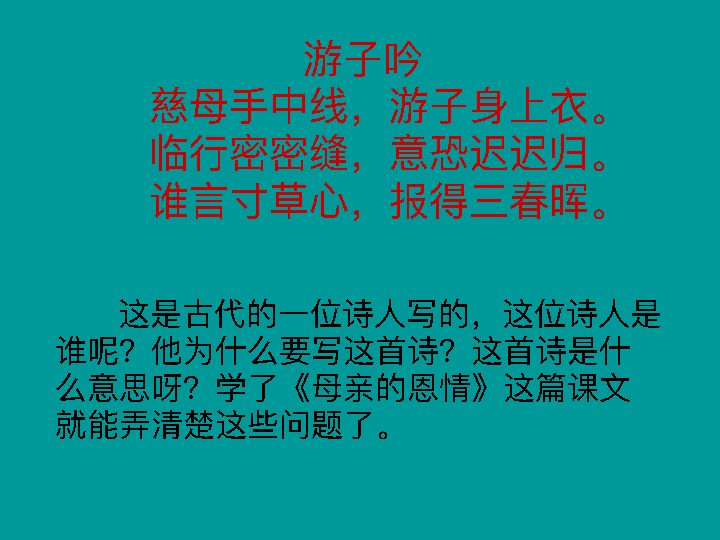 游子吟
慈母手中线，游子身上衣。
临行密密缝，意恐迟迟归。
谁言寸草心，报得三春晖。
这是古代的一位诗人写的，这位诗人是
谁呢？他为什么要写这首诗？这首诗是什
么意思呀？学了《母亲的恩情》这篇课文
就能弄清楚这些问题了。